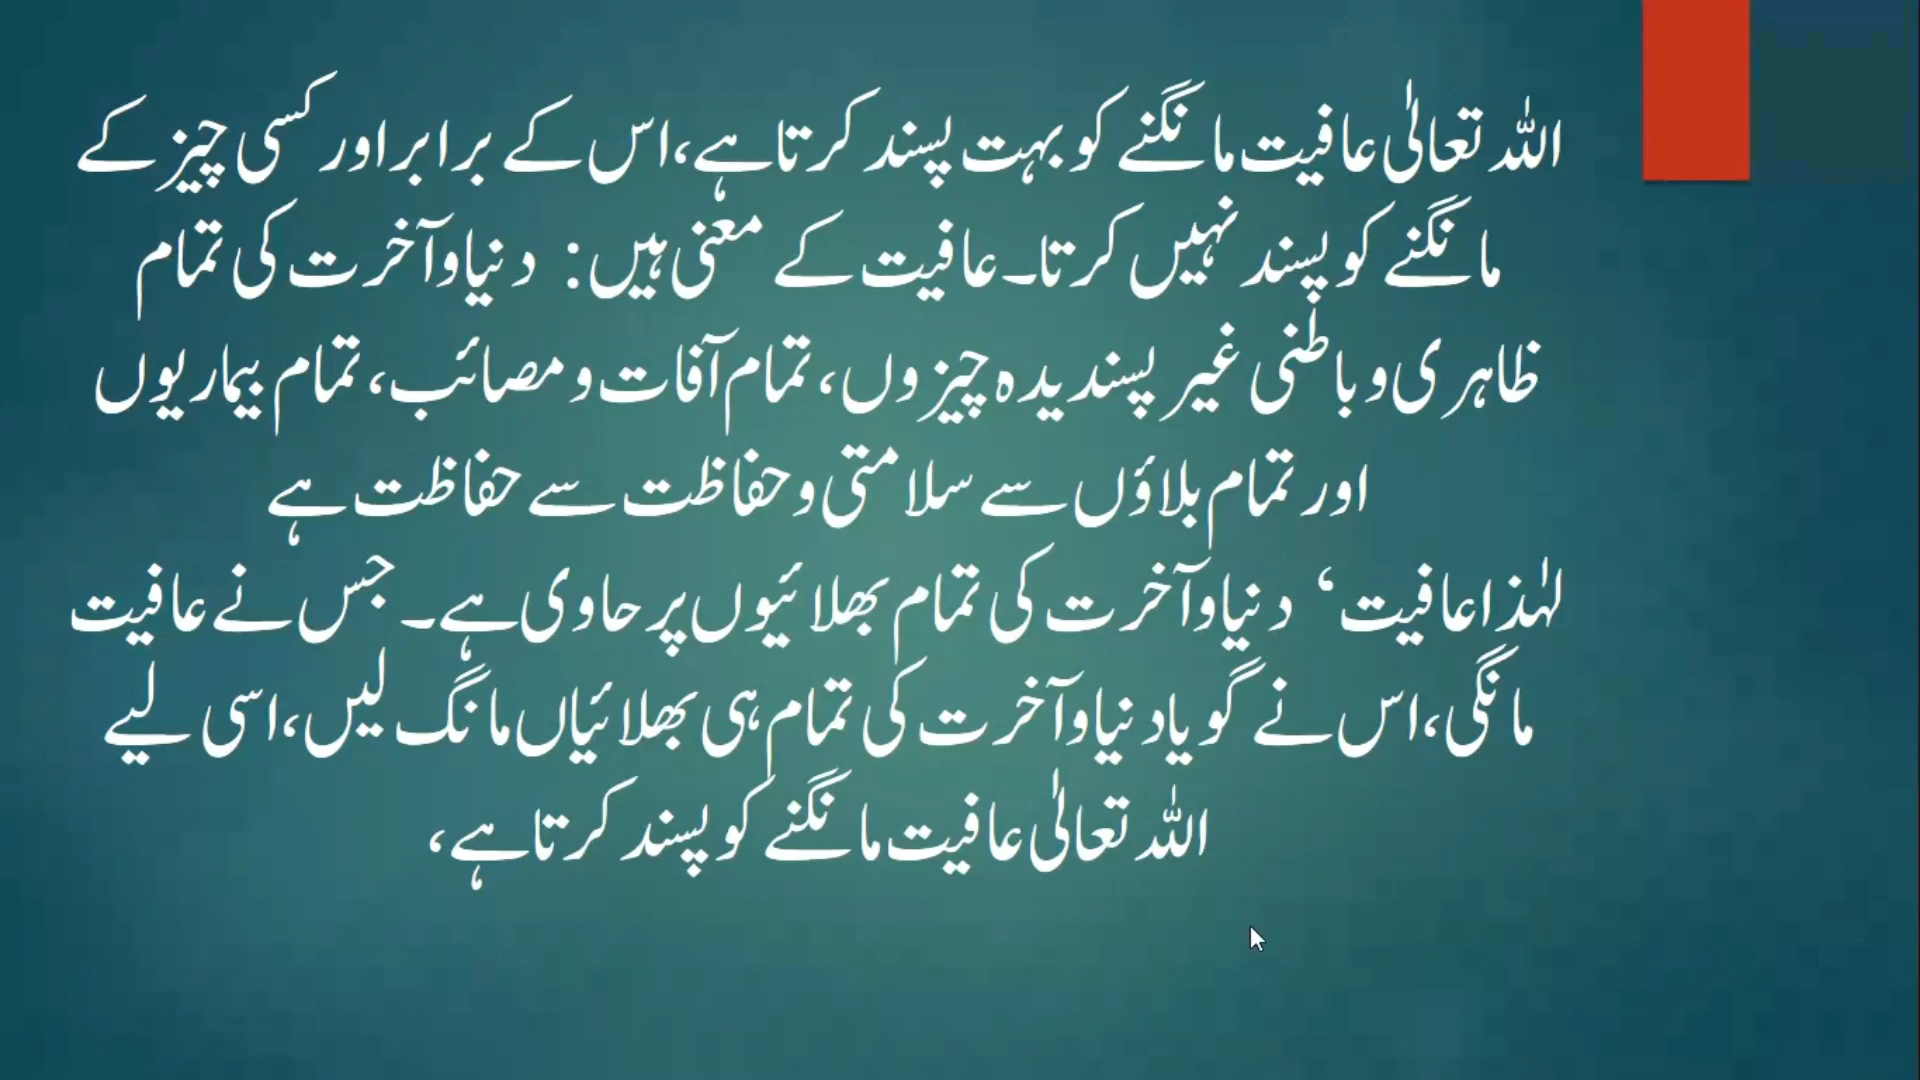 اللہ تعالٰی عافیت مانگنے کو بہت پسند کرتا ہے، اس کے برابر اور کسی چیز کے
مانگنے کو پسند نہیں کرتا۔ عافیت کے معنی ہیں: دنیا و آخرت کی تمام
ظاہری و باطنی غیر پسندیدہ چیزوں، تمام آفات و مصائب، تمام بیماریوں
اور تمام بلاؤں سے سلامتی و حفاظت سے حفاظت ہے
لہٰذا عافیت‘ دنیا و آخرت کی تمام بھلائیوں پر حاوی ہے۔ جس نے عافیت
مانگی، اس نے گویا دنیا و آخرت کی تمام ہی بھلائیاں مانگ لیں، اسی لیے
اللہ تعالٰی عافیت مانگنے کو پسند کرتا ہے،